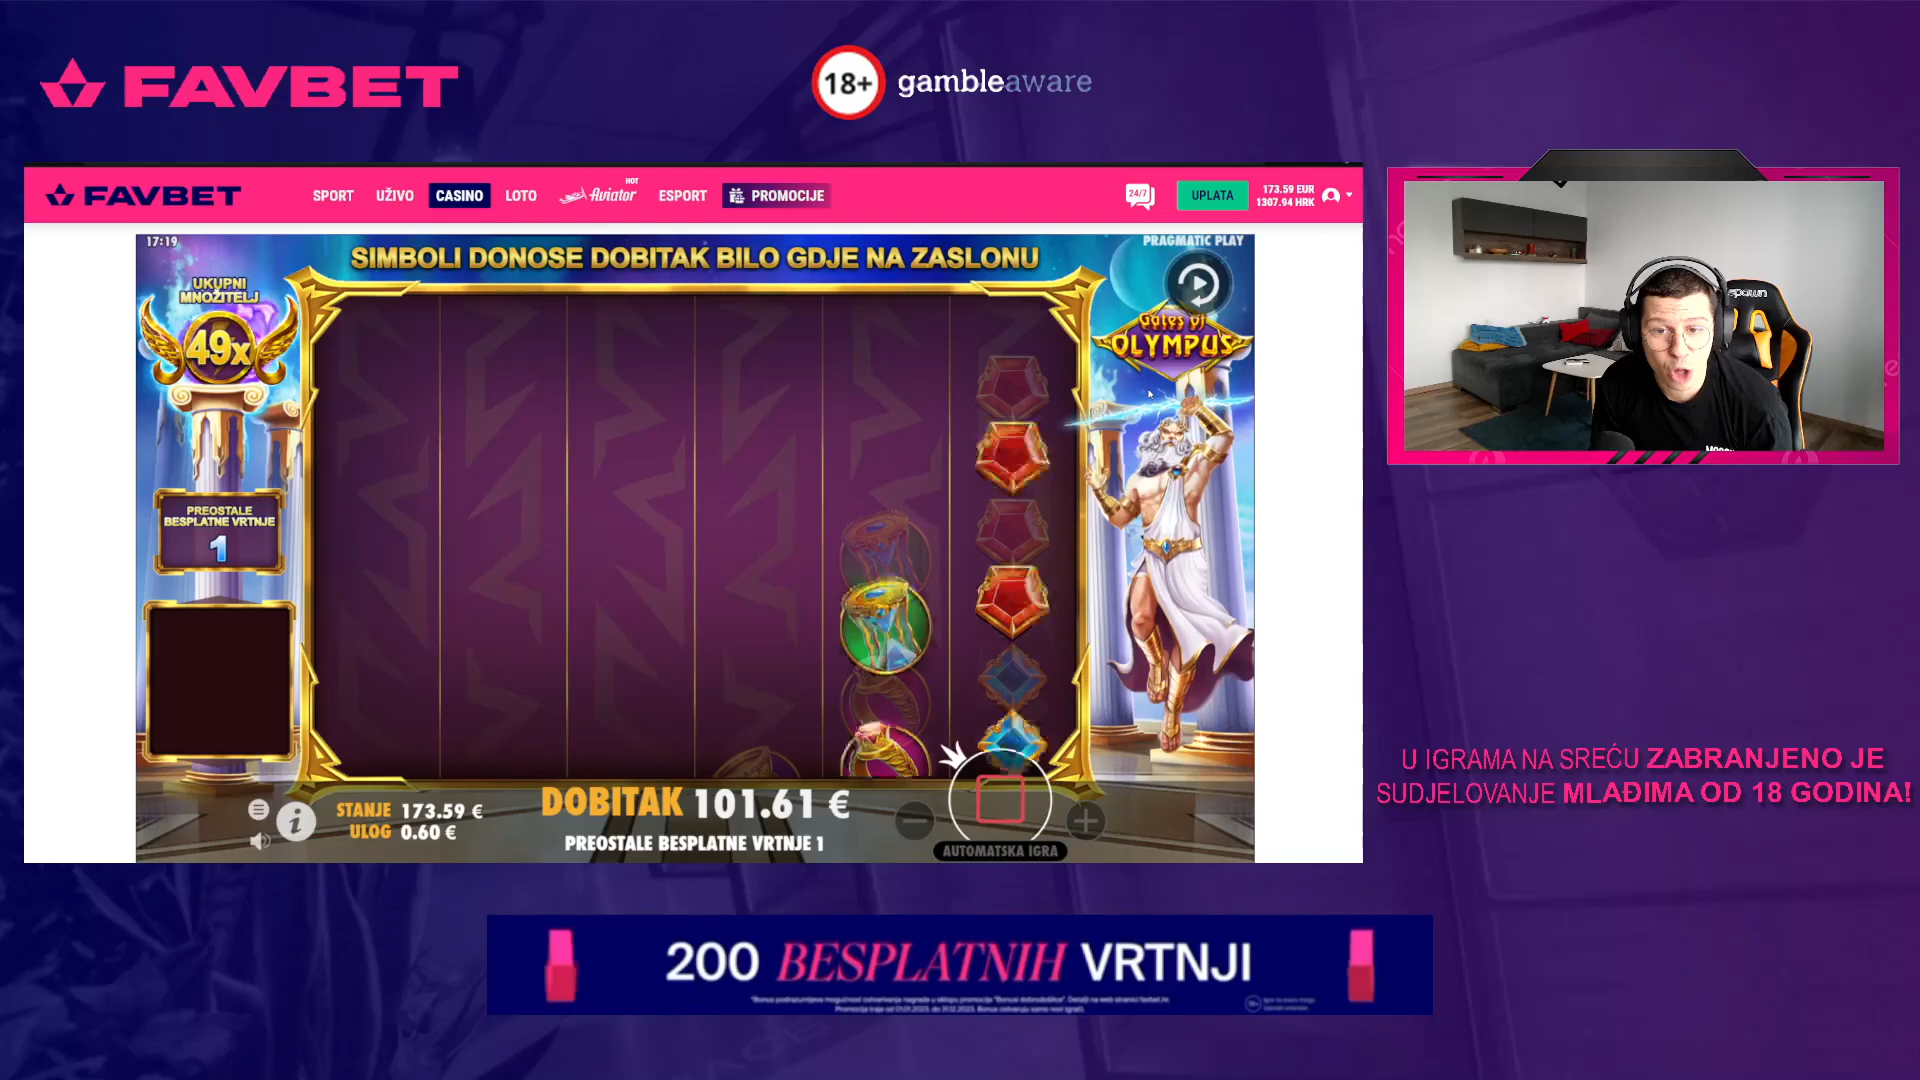 FAVBET
18+ gambleaware
FAVBET
SPORT UŽIVO CASINO LOTO Aviator HOT ESPORT PROMOCIJE
24/7 UPLATA 173.59 EUR
1307.94 HRK
17:19
SIMBOLI DONOSE DOBITAK BILO GDJE NA ZASLONU
PRAGMATIC PLAY
UKUPNI
MNOŽITELJ
49x
Gates of
OLYMPUS
PREOSTALE
BESPLATNE VRTNJE
1
STANJE 173.59 €
ULOG 0.60 €
DOBITAK 101.61 €
PREOSTALE BESPLATNE VRTNJE 1
AUTOMATSKA IGRA
U IGRAMA NA SREĆU ZABRANJENO JE
SUDJELOVANJE MLAĐIMA OD 18 GODINA!
200 BESPLATNIH VRTNJI